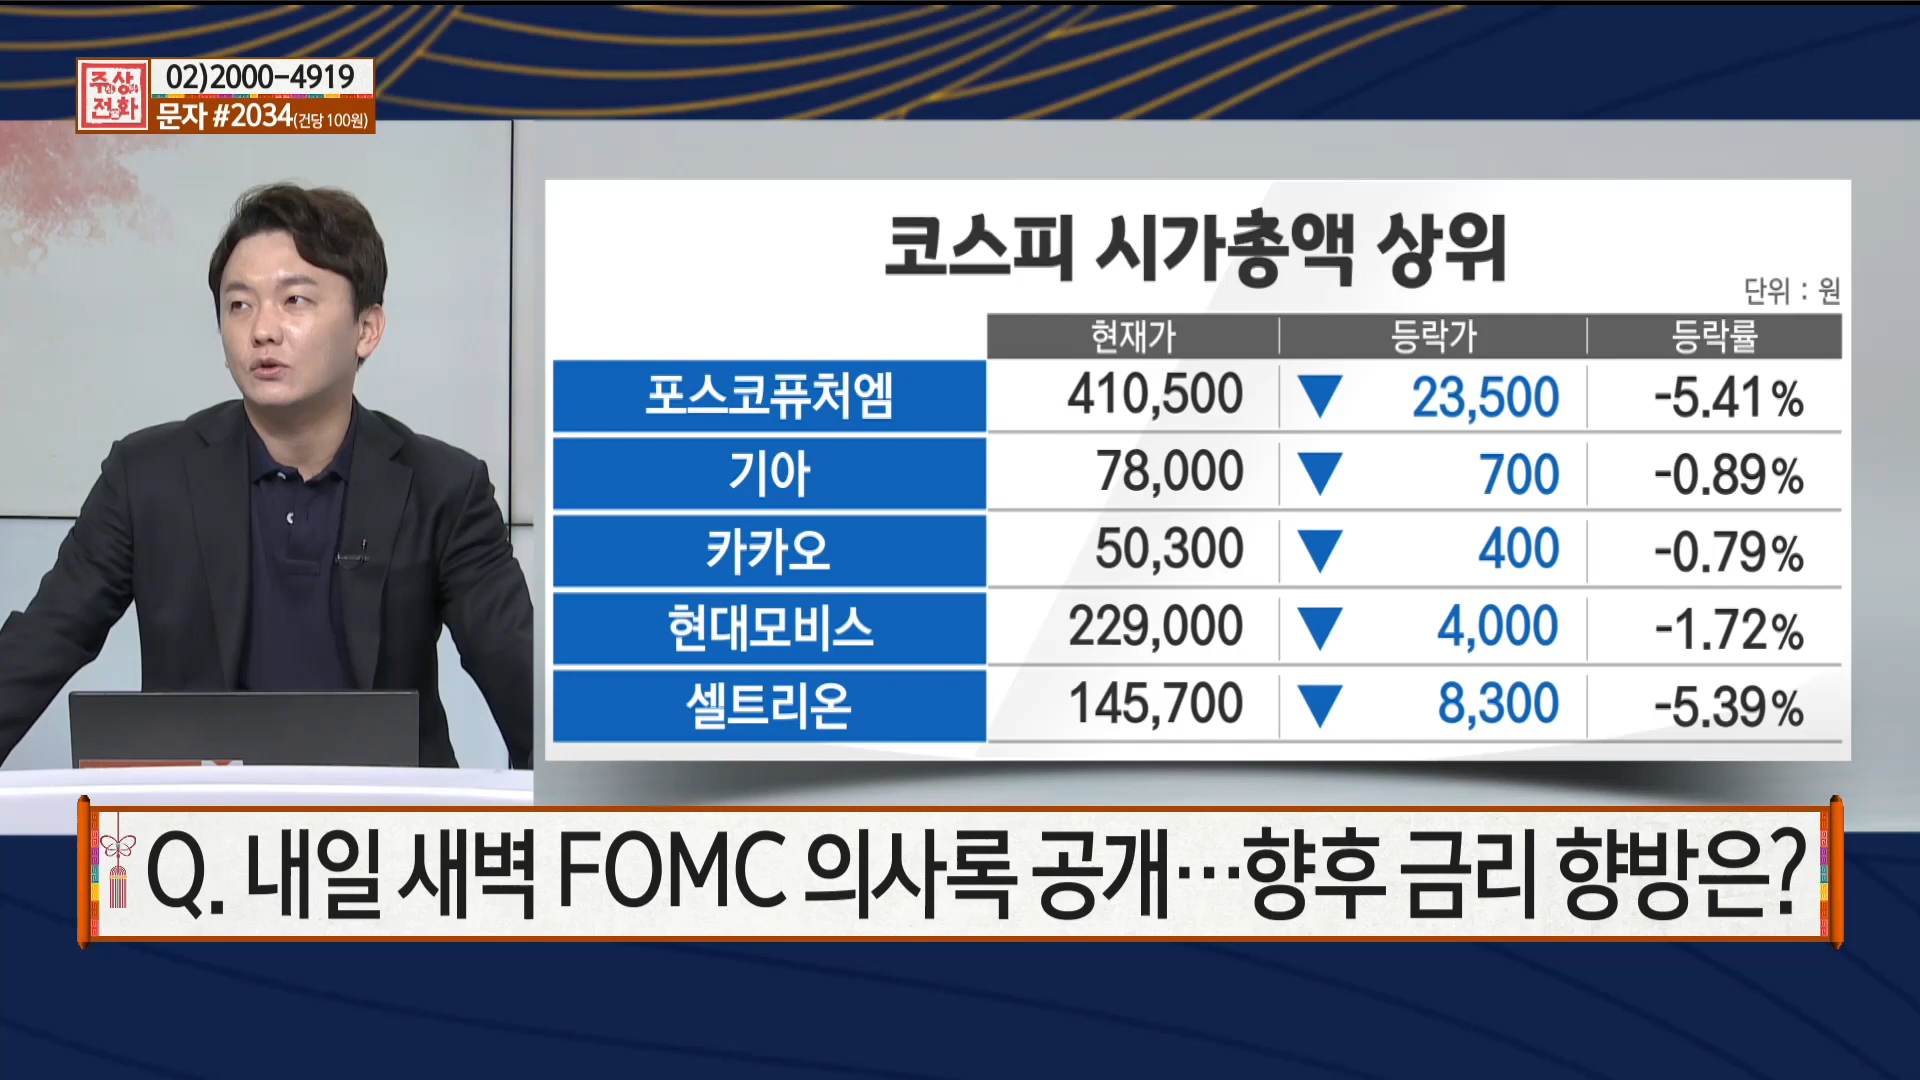 주상
전화
02)2000-4919
문자 #2034(건당 100원)
코스피 시가총액 상위
단위 : 원
현재가 등락가 등락률
포스코퓨처엠 410,500 ▼ 23,500 -5.41%
기아 78,000 ▼ 700 -0.89%
카카오 50,300 ▼ 400 -0.79%
현대모비스 229,000 ▼ 4,000 -1.72%
셀트리온 145,700 ▼ 8,300 -5.39%
Q. 내일 새벽 FOMC 의사록 공개…향후 금리 향방은?